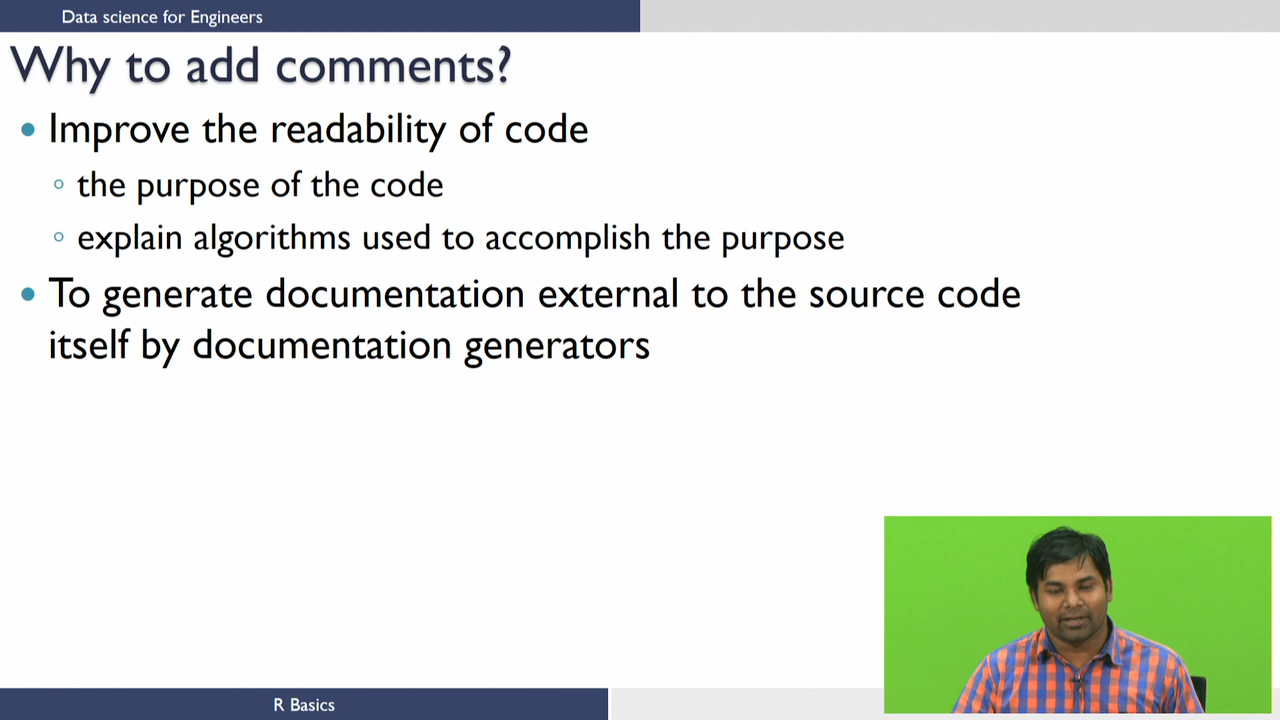 Data science for Engineers
Why to add comments?
• Improve the readability of code
◦ the purpose of the code
◦ explain algorithms used to accomplish the purpose
• To generate documentation external to the source code
itself by documentation generators
R Basics